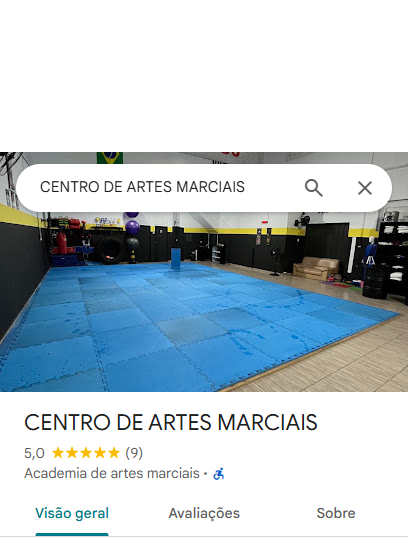 CENTRO DE ARTES MARCIAIS
CENTRO DE ARTES MARCIAIS
5,0 ★★★★★ (9)
Academia de artes marciais ·
Visão geral Avaliações Sobre